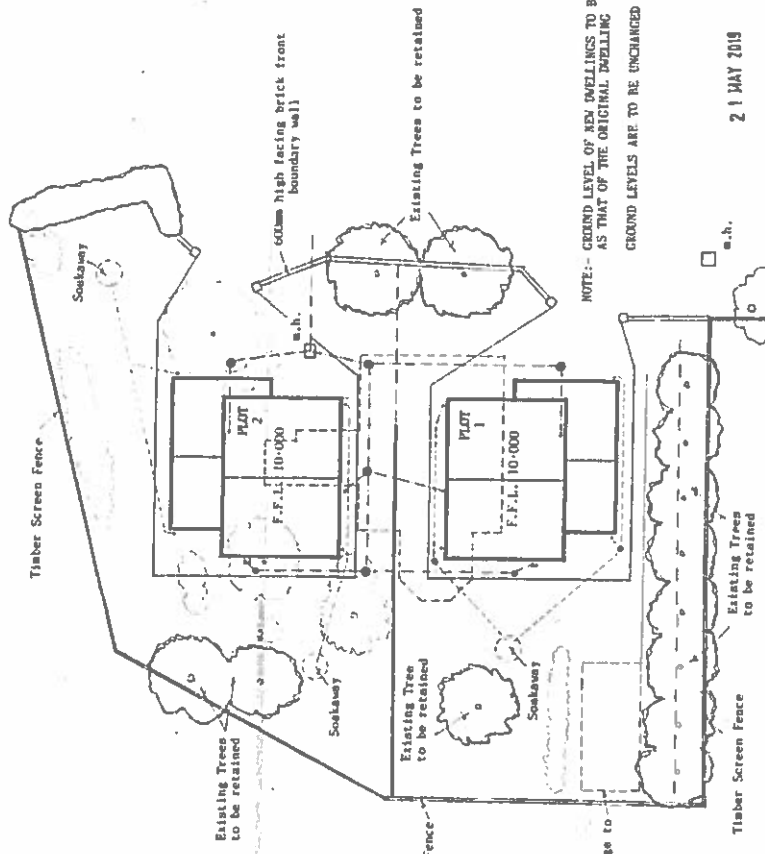 Timber Screen Fence
Soakaway
600mm high facing brick front
boundary wall
Existing Trees to be retained
m.h.
PLOT
2
F.F.L. 10·000
PLOT
1
F.F.L. 10·000
NOTE:- GROUND LEVEL OF NEW DWELLINGS TO B
AS THAT OF THE ORIGINAL DWELLING
GROUND LEVELS ARE TO BE UNCHANGED
21 MAY 2019
m.h.
Existing Trees
to be retained
Soakaway
Existing Tree
to be retained
Soakaway
Existing Trees
to be retained
Timber Screen Fence
Fence
ge to